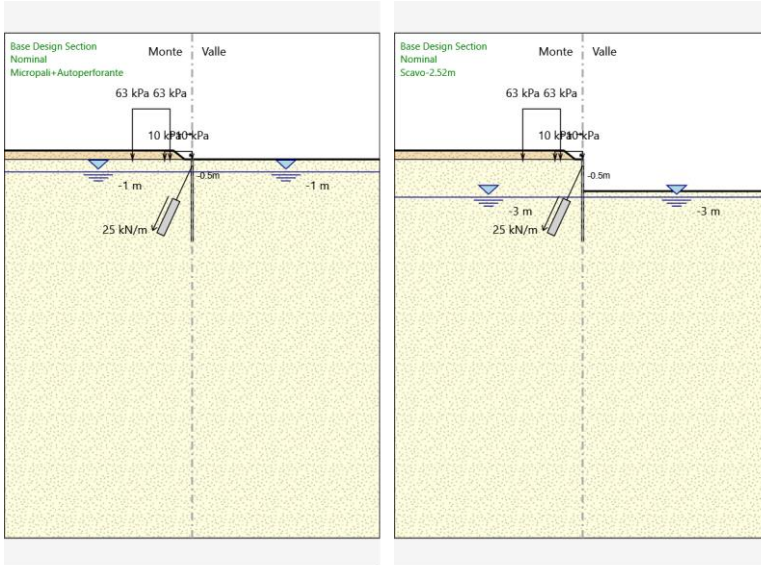 Base Design Section
Nominal
Micropali+Autoperforante
Monte
Valle
63 kPa 63 kPa
10 kPa
10 kPa
-0.5m
-1 m
-1 m
25 kN/m
Base Design Section
Nominal
Scavo-2.52m
Monte
Valle
63 kPa 63 kPa
10 kPa
10 kPa
-0.5m
-3 m
-3 m
25 kN/m